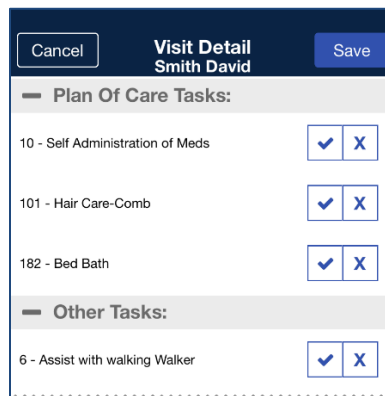 Cancel
Visit Detail
Save
Smith David
Plan Of Care Tasks:
10 - Self Administration of Meds
X
101 - Hair Care-Comb
X
182 - Bed Bath
X
Other Tasks:
6 - Assist with walking Walker
X